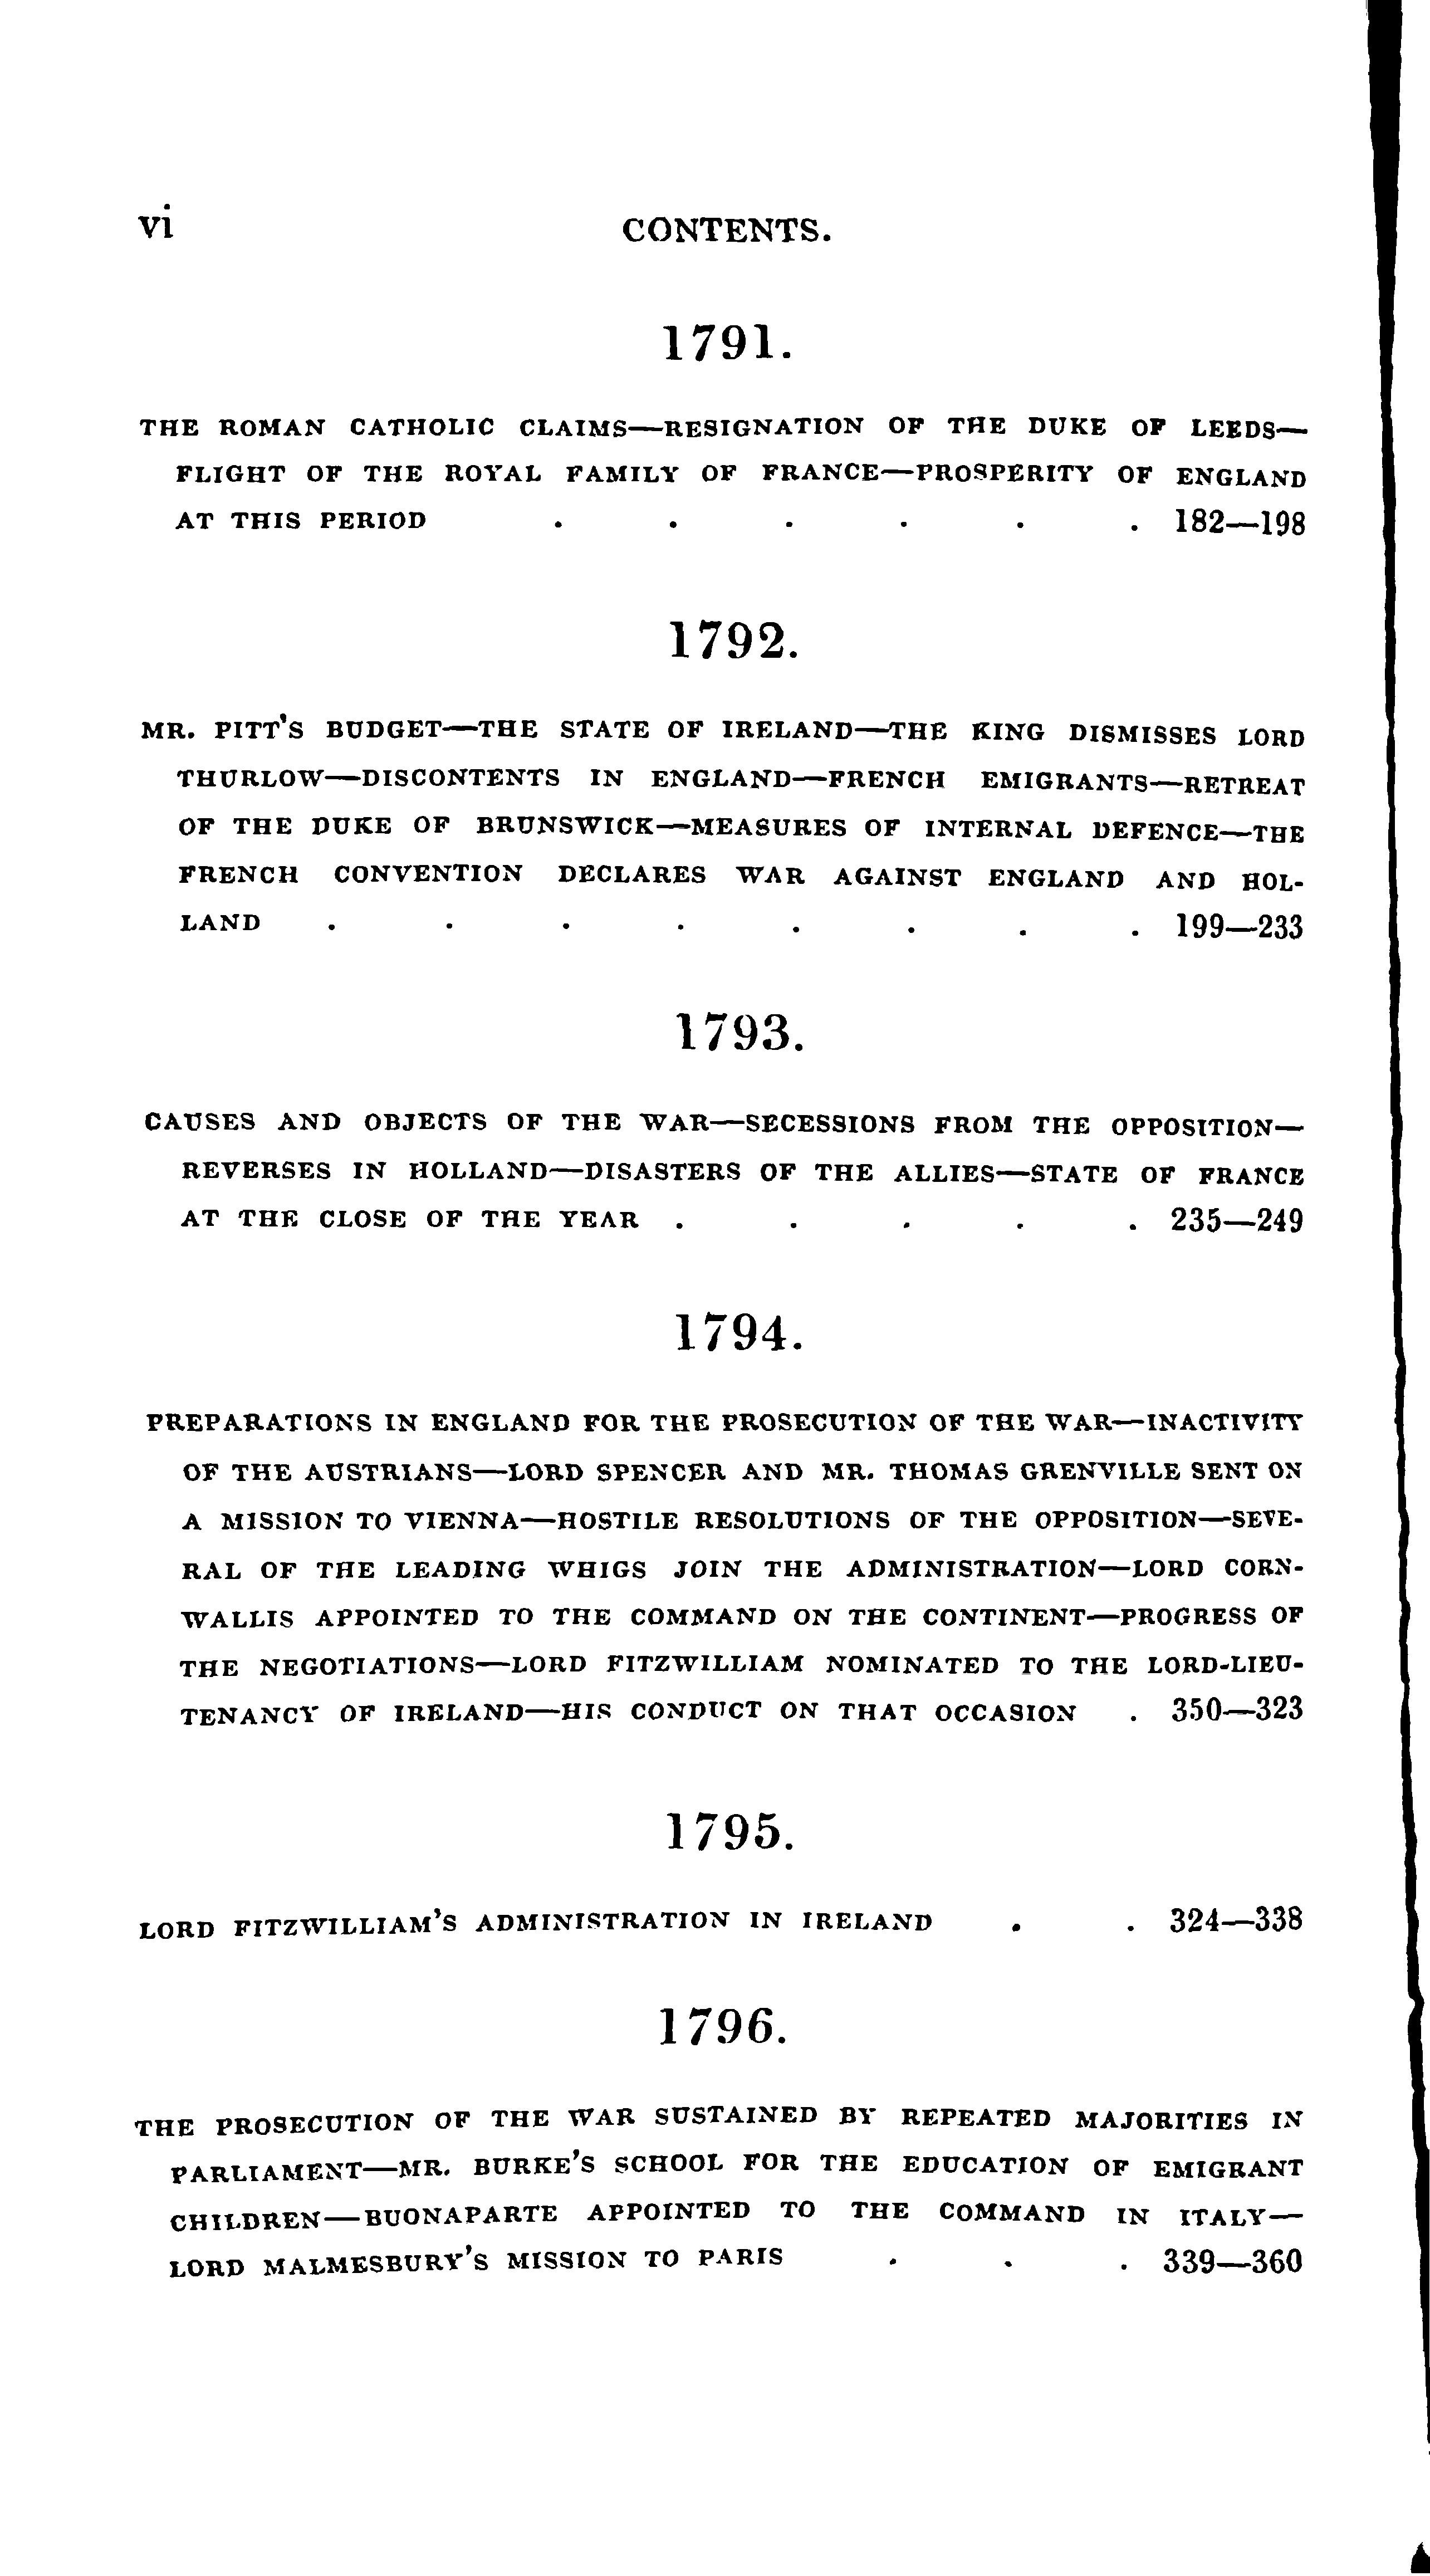 vi CONTENTS.
1791.
THE ROMAN CATHOLIC CLAIMS—RESIGNATION OF THE DUKE OF LEEDS—
FLIGHT OF THE ROYAL FAMILY OF FRANCE—PROSPERITY OF ENGLAND
AT THIS PERIOD . . . . . . 182—198
1792.
MR. PITT'S BUDGET—THE STATE OF IRELAND—THE KING DISMISSES LORD
THURLOW—DISCONTENTS IN ENGLAND—FRENCH EMIGRANTS—RETREAT
OF THE DUKE OF BRUNSWICK—MEASURES OF INTERNAL DEFENCE—THE
FRENCH CONVENTION DECLARES WAR AGAINST ENGLAND AND HOL-
LAND . . . . . . . . 199—233
1793.
CAUSES AND OBJECTS OF THE WAR—SECESSIONS FROM THE OPPOSITION—
REVERSES IN HOLLAND—DISASTERS OF THE ALLIES—STATE OF FRANCE
AT THE CLOSE OF THE YEAR . . . . . 235—249
1794.
PREPARATIONS IN ENGLAND FOR THE PROSECUTION OF THE WAR—INACTIVITY
OF THE AUSTRIANS—LORD SPENCER AND MR. THOMAS GRENVILLE SENT ON
A MISSION TO VIENNA—HOSTILE RESOLUTIONS OF THE OPPOSITION—SEVE-
RAL OF THE LEADING WHIGS JOIN THE ADMINISTRATION—LORD CORN-
WALLIS APPOINTED TO THE COMMAND ON THE CONTINENT—PROGRESS OF
THE NEGOTIATIONS—LORD FITZWILLIAM NOMINATED TO THE LORD-LIEU-
TENANCY OF IRELAND—HIS CONDUCT ON THAT OCCASION . 350—323
1795.
LORD FITZWILLIAM'S ADMINISTRATION IN IRELAND . . 324—338
1796.
THE PROSECUTION OF THE WAR SUSTAINED BY REPEATED MAJORITIES IN
PARLIAMENT—MR. BURKE'S SCHOOL FOR THE EDUCATION OF EMIGRANT
CHILDREN—BUONAPARTE APPOINTED TO THE COMMAND IN ITALY—
LORD MALMESBURY'S MISSION TO PARIS . . . 339—360